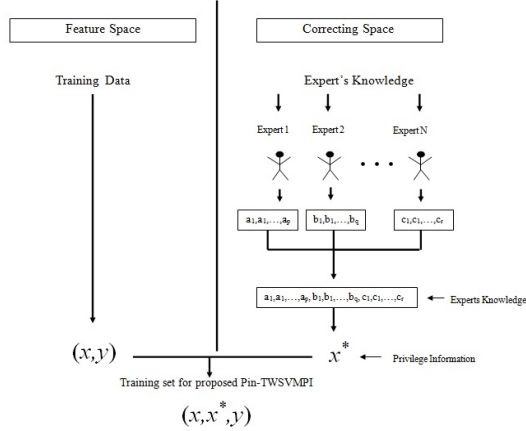 Feature Space
Correcting Space
Training Data
Expert's Knowledge
Expert 1
Expert 2
Expert N
a₁,a₁,...,aₚ
b₁,b₁,...,b_q
c₁,c₁,...,cᵣ
a₁,a₁,...,aₚ,b₁,b₁,...,b_q,c₁,c₁,...,cᵣ
Experts Knowledge
(x,y)
x*
Privilege Information
Training set for proposed Pin-TWSVMPI
(x,x*,y)